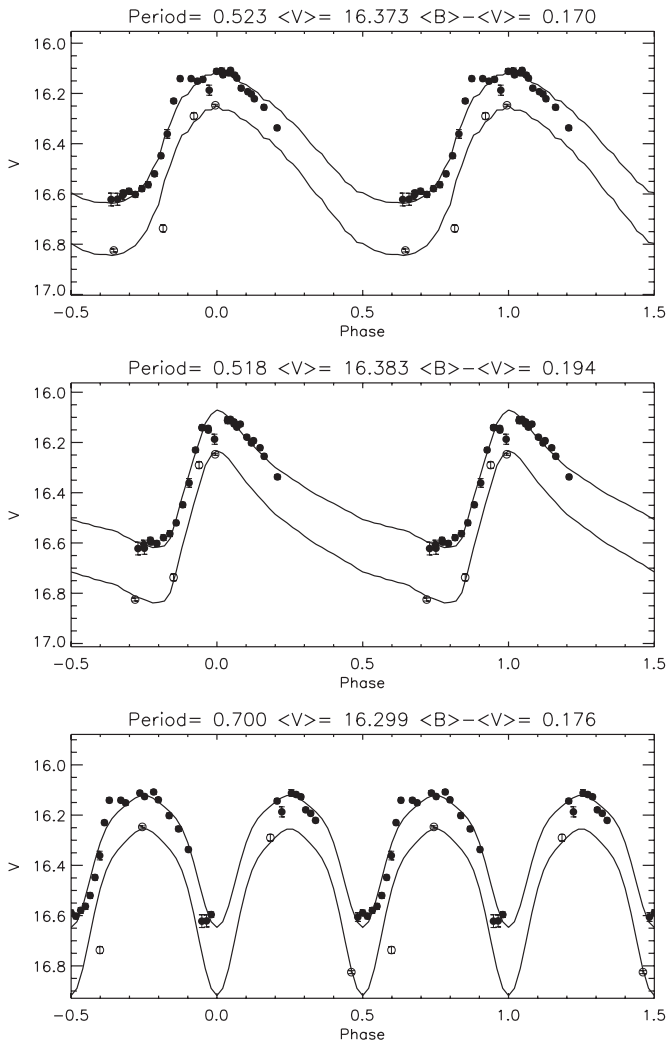 Period= 0.523 <V>= 16.373 <B>-<V>= 0.170
16.0
16.2
16.4
16.6
16.8
17.0
V
-0.5 0.0 0.5 1.0 1.5
Phase
Period= 0.518 <V>= 16.383 <B>-<V>= 0.194
16.0
16.2
16.4
16.6
16.8
17.0
V
-0.5 0.0 0.5 1.0 1.5
Phase
Period= 0.700 <V>= 16.299 <B>-<V>= 0.176
16.0
16.2
16.4
16.6
16.8
V
-0.5 0.0 0.5 1.0 1.5
Phase